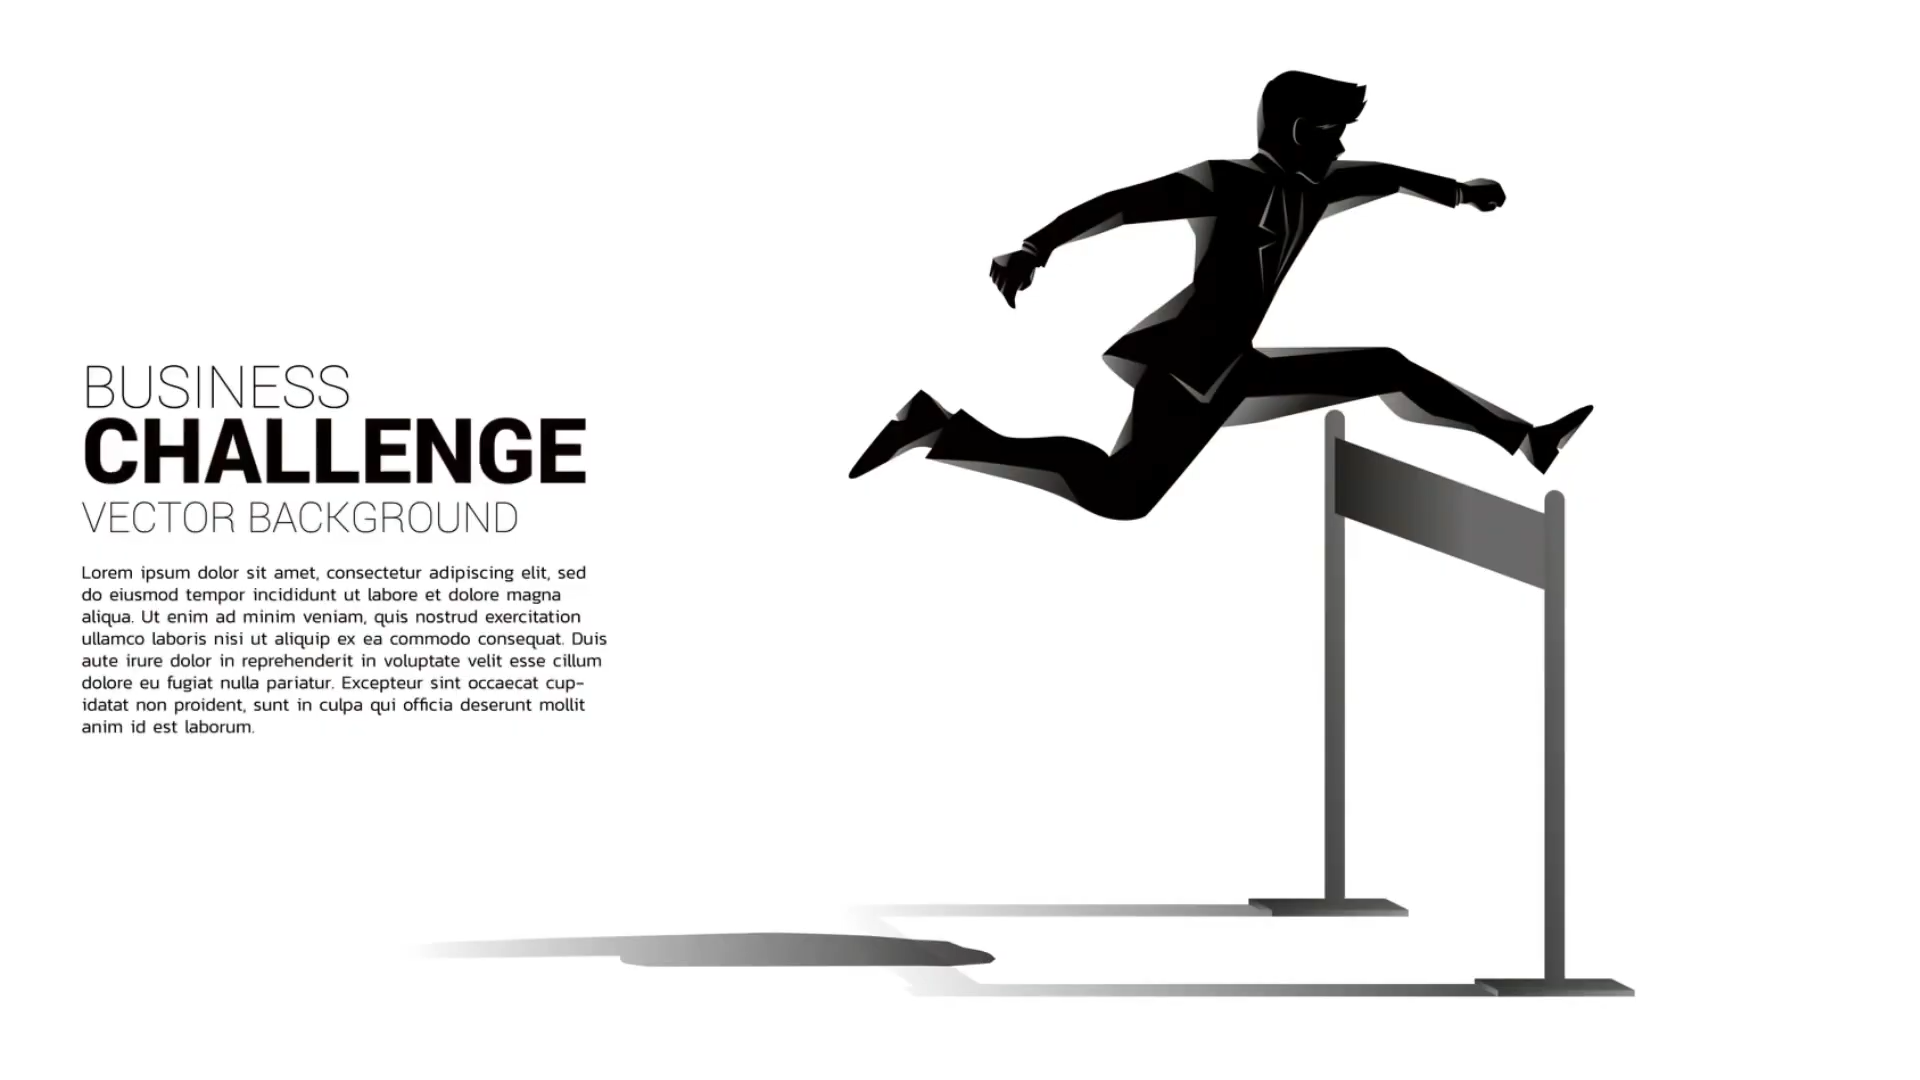 BUSINESS
CHALLENGE
VECTOR BACKGROUND
Lorem ipsum dolor sit amet, consectetur adipiscing elit, sed
do eiusmod tempor incididunt ut labore et dolore magna
aliqua. Ut enim ad minim veniam, quis nostrud exercitation
ullamco laboris nisi ut aliquip ex ea commodo consequat. Duis
aute irure dolor in reprehenderit in voluptate velit esse cillum
dolore eu fugiat nulla pariatur. Excepteur sint occaecat cup-
idatat non proident, sunt in culpa qui officia deserunt mollit
anim id est laborum.